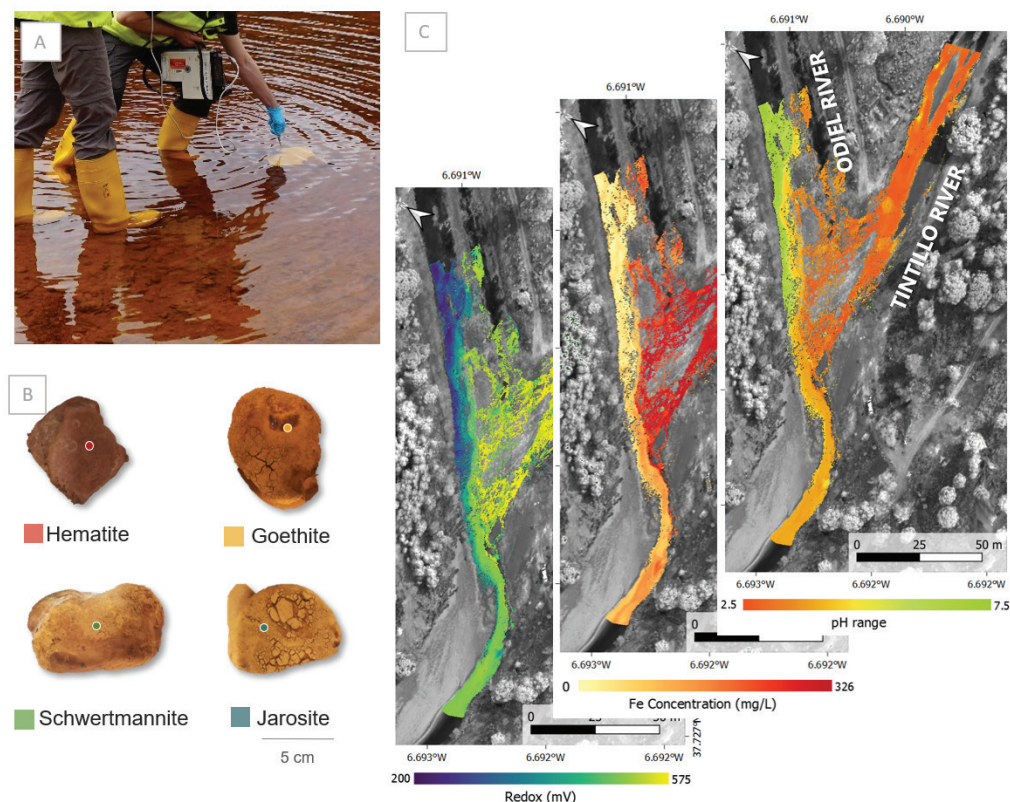 A
B
Hematite
Goethite
Schwertmannite
Jarosite
5 cm
C
6.691°W
6.690°W
ODIEL RIVER
TINTILLO RIVER
0 25 50 m
6.693°W
6.692°W
6.692°W
2.5
7.5
pH range
6.691°W
0
6.693°W
6.692°W
6.692°W
0
326
Fe Concentration (mg/L)
6.691°W
0
6.693°W
6.692°W
6.692°W
200
575
Redox (mV)